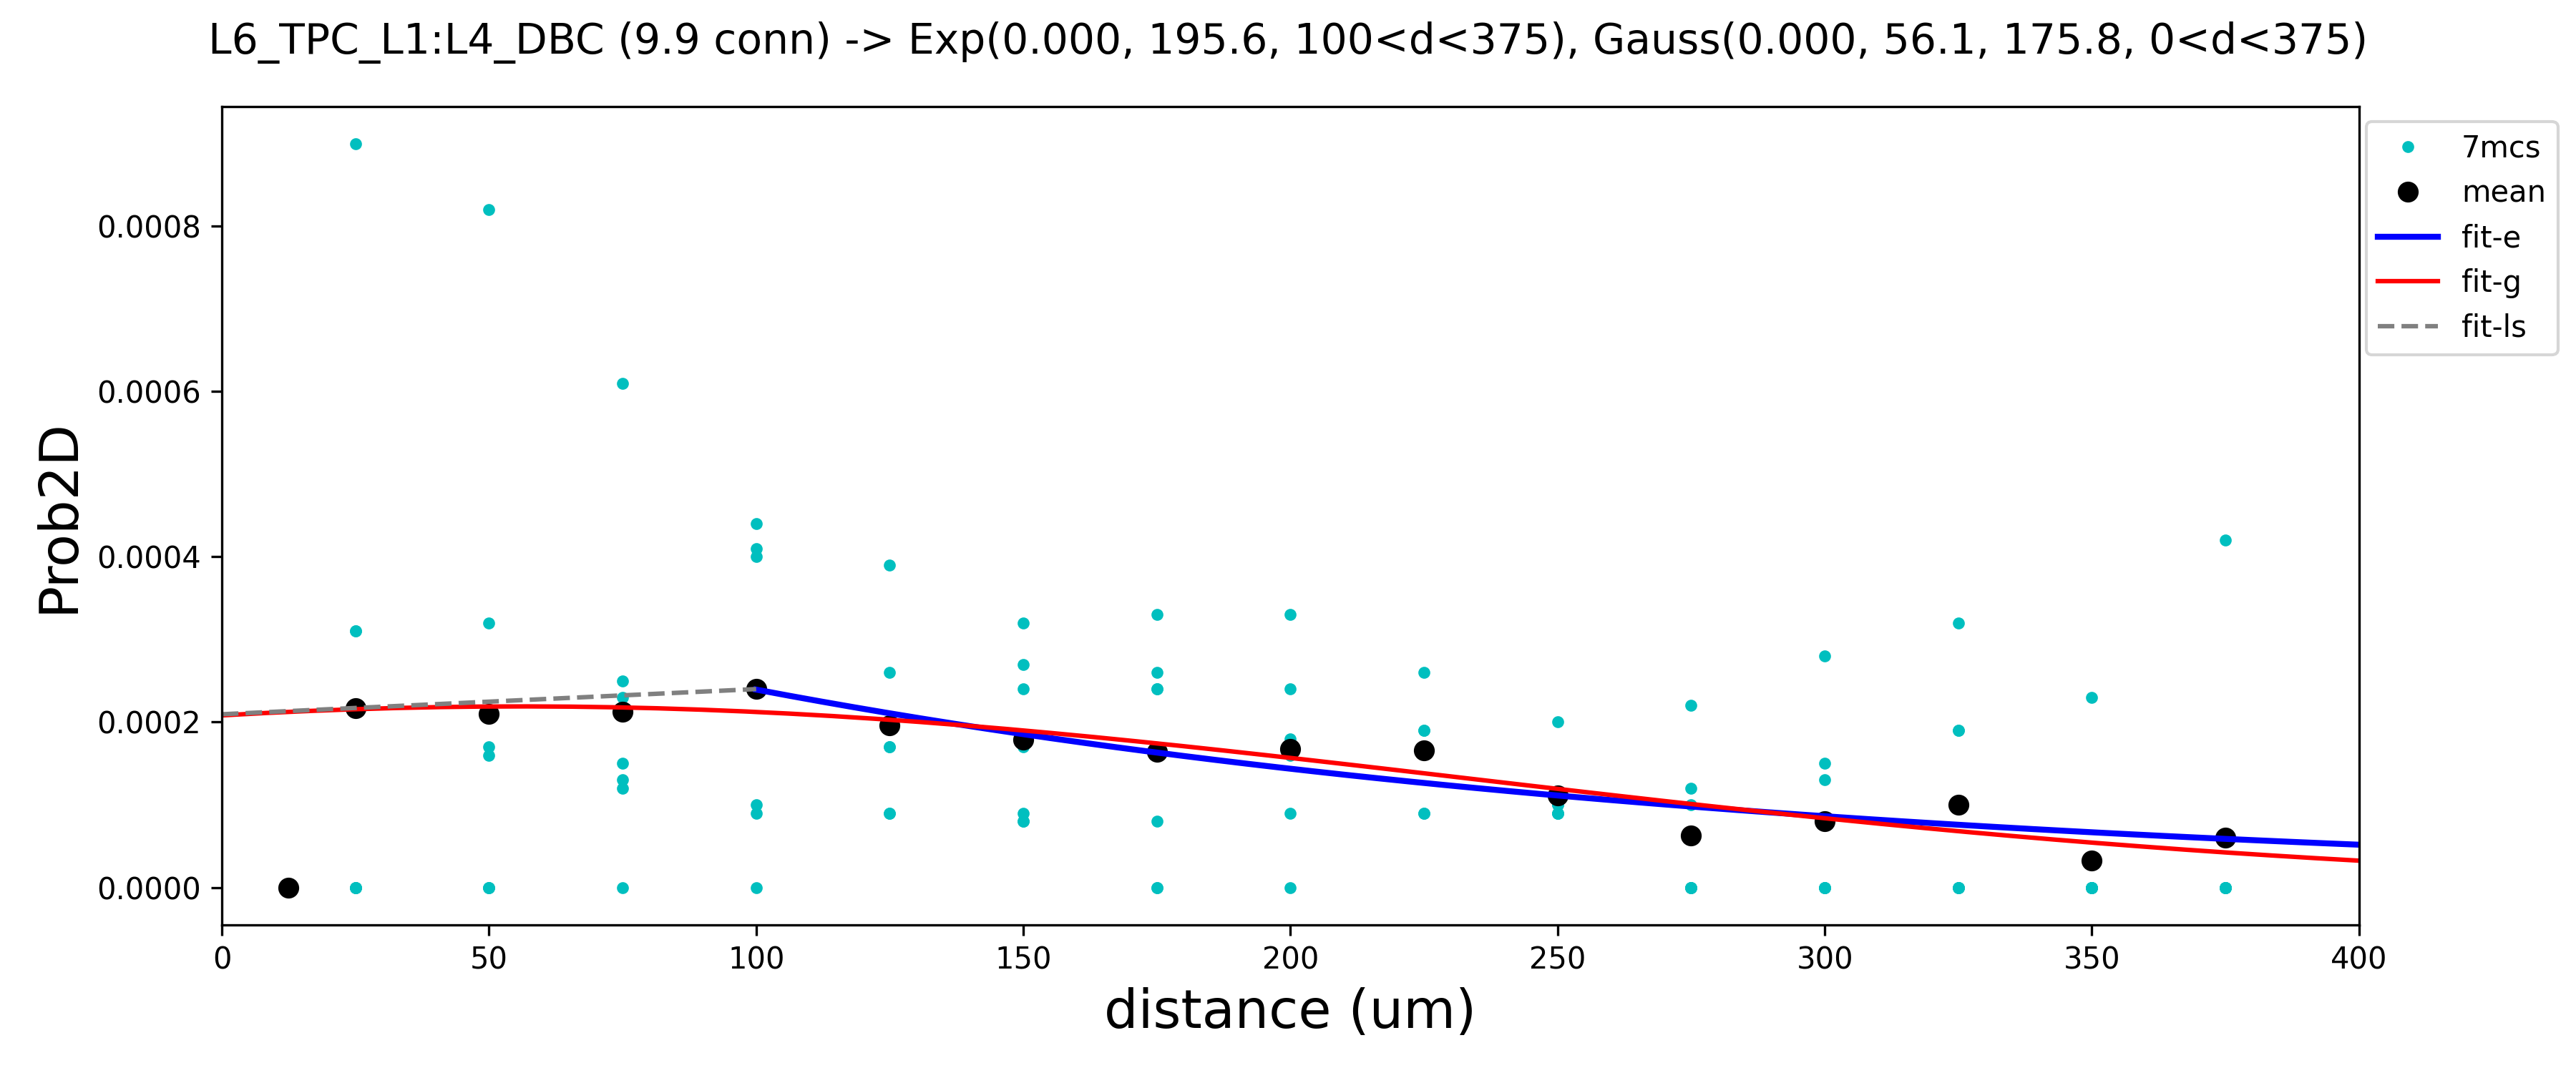 L6_TPC_L1:L4_DBC (9.9 conn) -> Exp(0.000, 195.6, 100<d<375), Gauss(0.000, 56.1, 175.8, 0<d<375)
7mcs
mean
fit-e
fit-g
fit-ls
Prob2D
0.0008
0.0006
0.0004
0.0002
0.0000
0 50 100 150 200 250 300 350 400
distance (um)